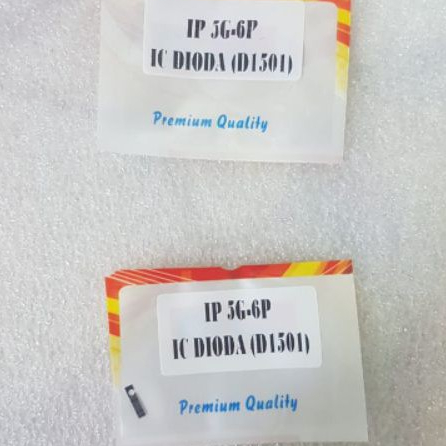 IP 5G-6P
IC DIODA (D1501)
Premium Quality
IP 5G-6P
IC DIODA (D1501)
Premium Quality